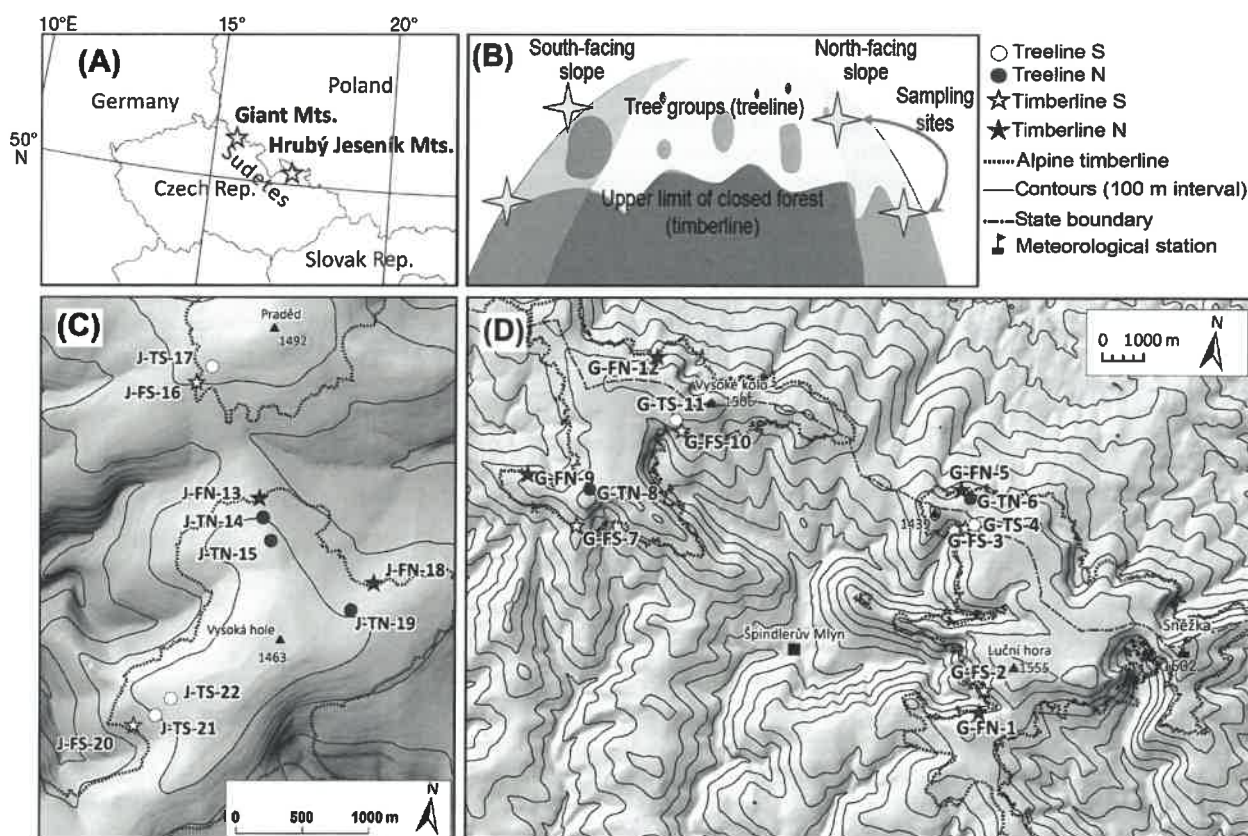 10°E
15°
20°
50°
N
(A)
Germany
Poland
Giant Mts.
Hrubý Jeseník Mts.
Sudetes
Czech Rep.
Slovak Rep.
(B)
South-facing
slope
North-facing
slope
Tree groups (treeline)
Sampling
sites
Upper limit of closed forest
(timberline)
Treeline S
Treeline N
Timberline S
Timberline N
Alpine timberline
Contours (100 m interval)
State boundary
Meteorological station
(C)
Praděd
1492
J-TS-17
J-FS-16
J-FN-13
J-TN-14
J-TN-15
J-FN-18
J-TN-19
Vysoká hole
1463
J-TS-22
J-TS-21
J-FS-20
N
0 500 1000 m
(D)
N
0 1000 m
G-FN-12
Vysoké kolo
G-TS-11
G-FS-10
G-FN-9
G-TN-8
G-FS-7
G-FN-5
G-TN-6
1439
G-TS-4
G-FS-3
Špindlerův Mlýn
Luční hora
1555
Sněžka
1602
G-FS-2
G-FN-1